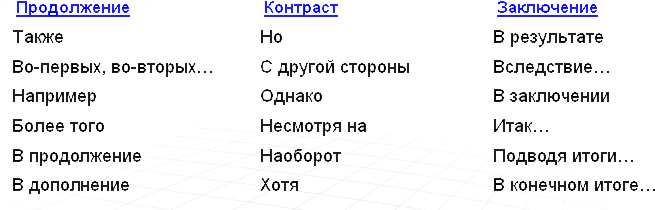 Продолжение Контраст Заключение
Также Но В результате
Во-первых, во-вторых… С другой стороны Вследствие…
Например Однако В заключении
Более того Несмотря на Итак…
В продолжение Наоборот Подводя итоги…
В дополнение Хотя В конечном итоге…